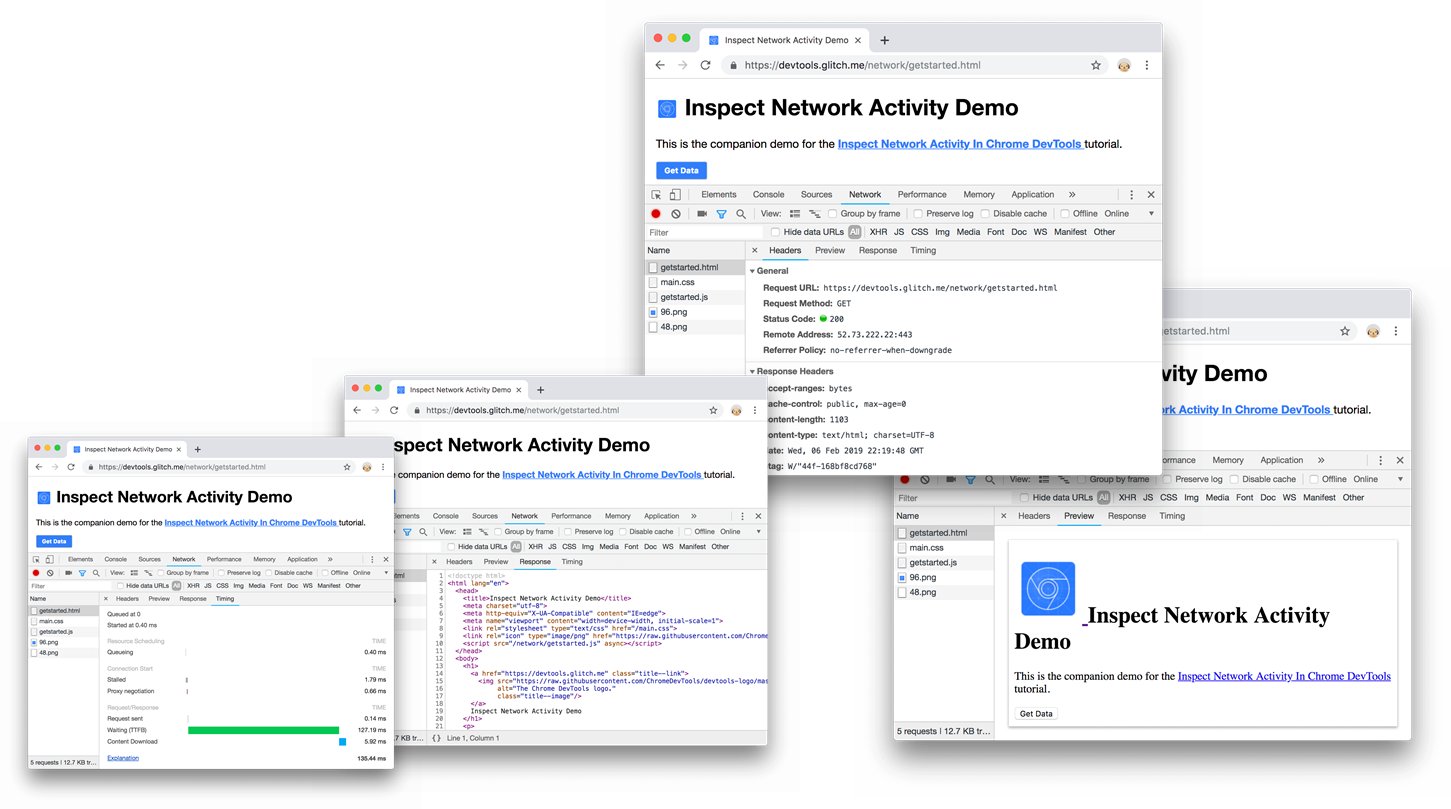 Inspect Network Activity Demo
https://devtools.glitch.me/network/getstarted.html
Inspect Network Activity Demo
This is the companion demo for the Inspect Network Activity In Chrome DevTools tutorial.
Get Data
Elements Console Sources Network Performance Memory Application »
View: Group by frame Preserve log Disable cache Offline Online
Filter Hide data URLs All XHR JS CSS Img Media Font Doc WS Manifest Other
Name Headers Preview Response Timing
getstarted.html
main.css
getstarted.js
96.png
48.png
General
Request URL: https://devtools.glitch.me/network/getstarted.html
Request Method: GET
Status Code: 200
Remote Address: 52.73.222.22:443
Referrer Policy: no-referrer-when-downgrade
Response Headers
accept-ranges: bytes
cache-control: public, max-age=0
content-length: 1103
content-type: text/html; charset=UTF-8
date: Wed, 06 Feb 2019 22:19:48 GMT
etag: W/"44f-168bf8cd768"
etstarted.html
vity Demo
rk Activity In Chrome DevTools tutorial.
ormance Memory Application »
View: Group by frame Preserve log Disable cache Offline Online
Filter Hide data URLs All XHR JS CSS Img Media Font Doc WS Manifest Other
Name Headers Preview Response Timing
getstarted.html
main.css
getstarted.js
96.png
48.png
Inspect Network Activity
Demo
This is the companion demo for the Inspect Network Activity In Chrome DevTools
tutorial.
Get Data
5 requests | 12.7 KB tr...
Inspect Network Activity Demo
https://devtools.glitch.me/network/getstarted.html
spect Network Activity Demo
companion demo for the Inspect Network Activity In Chrome DevTools tutorial.
lements Console Sources Network Performance Memory Application »
View: Group by frame Preserve log Disable cache Offline Online
Hide data URLs All XHR JS CSS Img Media Font Doc WS Manifest Other
Headers Preview Response Timing
1 <!doctype html>
2 <html lang="en">
3 <head>
4 <title>Inspect Network Activity Demo</title>
5 <meta charset="utf-8">
6 <meta http-equiv="X-UA-Compatible" content="IE=edge">
7 <meta name="viewport" content="width=device-width, initial-scale=1">
8 <link rel="stylesheet" type="text/css" href="/main.css">
9 <link rel="icon" type="image/png" href="https://raw.githubusercontent.com/Chrome
10 <script src="/network/getstarted.js" async></script>
11 </head>
12 <body>
13 <h1>
14 <a href="https://devtools.glitch.me" class="title--link">
15 <img src="https://raw.githubusercontent.com/ChromeDevTools/devtools-logo/mas
16 alt="The Chrome DevTools logo."
17 class="title--image"/>
18 </a>
19 Inspect Network Activity Demo
20 </h1>
21 <p>
.7 KB tr... {} Line 1, Column 1
Inspect Network Activity Demo
https://devtools.glitch.me/network/getstarted.html
Inspect Network Activity Demo
This is the companion demo for the Inspect Network Activity In Chrome DevTools tutorial.
Get Data
Elements Console Sources Network Performance Memory Application »
View: Group by frame Preserve log Disable cache Offline Online
Filter Hide data URLs All XHR JS CSS Img Media Font Doc WS Manifest Other
Name Headers Preview Response Timing
getstarted.html
main.css
getstarted.js
96.png
48.png
Queued at 0
Started at 0.40 ms
Resource Scheduling TIME
Queueing 0.40 ms
Connection Start TIME
Stalled 1.79 ms
Proxy negotiation 0.66 ms
Request/Response TIME
Request sent 0.14 ms
Waiting (TTFB) 127.19 ms
Content Download 5.92 ms
Explanation 135.44 ms
5 requests | 12.7 KB tr...